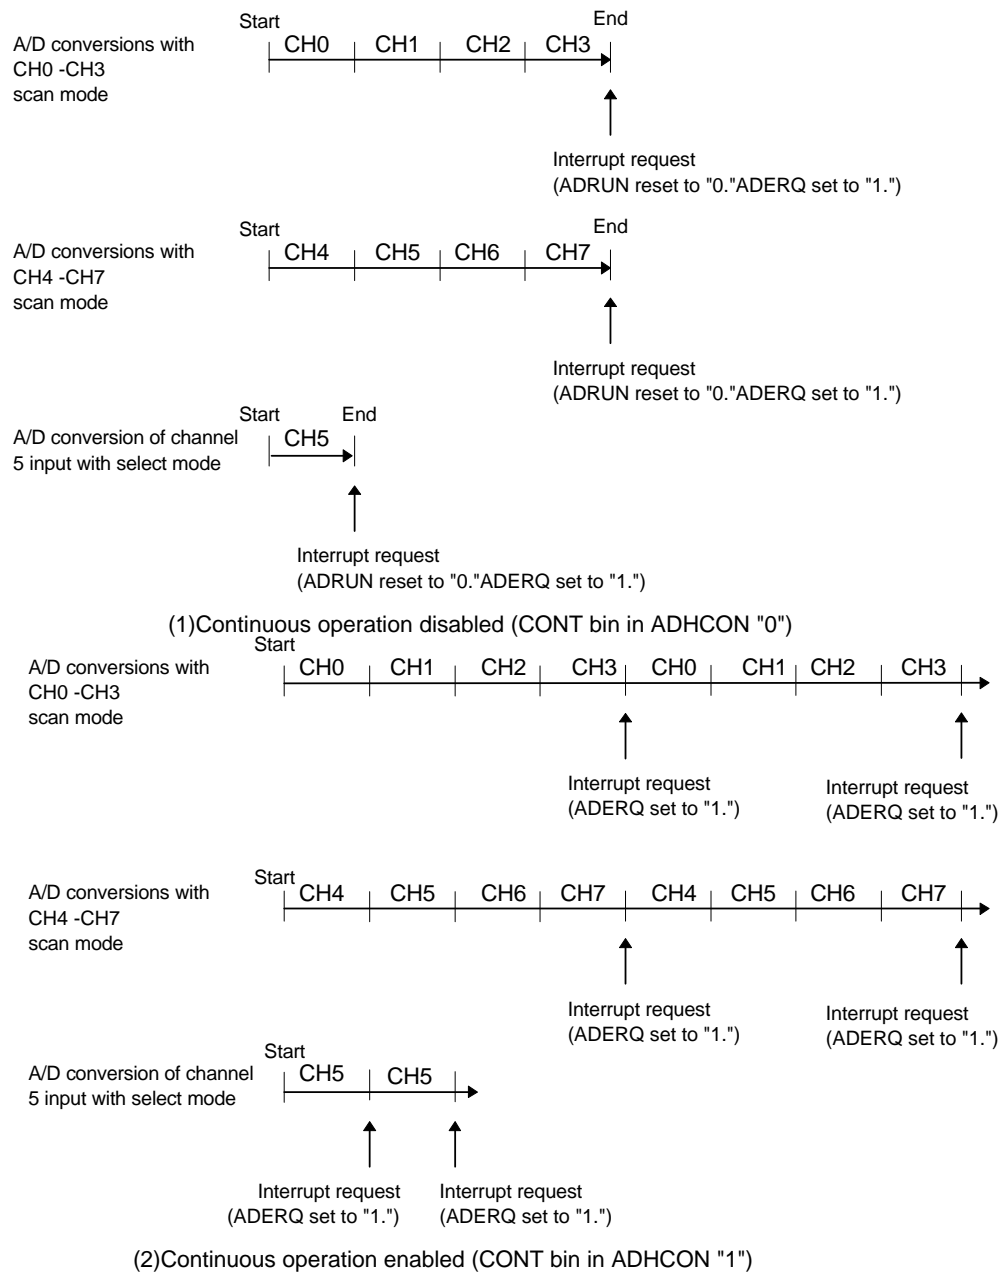 Start
End
A/D conversions with
CH0 -CH3
scan mode
CH0 CH1 CH2 CH3
Interrupt request
(ADRUN reset to "0."ADERQ set to "1.")
Start
End
A/D conversions with
CH4 -CH7
scan mode
CH4 CH5 CH6 CH7
Interrupt request
(ADRUN reset to "0."ADERQ set to "1.")
Start End
A/D conversion of channel
5 input with select mode
CH5
Interrupt request
(ADRUN reset to "0."ADERQ set to "1.")
(1)Continuous operation disabled (CONT bin in ADHCON "0")
Start
A/D conversions with
CH0 -CH3
scan mode
CH0 CH1 CH2 CH3 CH0 CH1 CH2 CH3
Interrupt request
(ADERQ set to "1.")
Interrupt request
(ADERQ set to "1.")
Start
A/D conversions with
CH4 -CH7
scan mode
CH4 CH5 CH6 CH7 CH4 CH5 CH6 CH7
Interrupt request
(ADERQ set to "1.")
Interrupt request
(ADERQ set to "1.")
Start
A/D conversion of channel
5 input with select mode
CH5 CH5
Interrupt request
(ADERQ set to "1.")
Interrupt request
(ADERQ set to "1.")
(2)Continuous operation enabled (CONT bin in ADHCON "1")